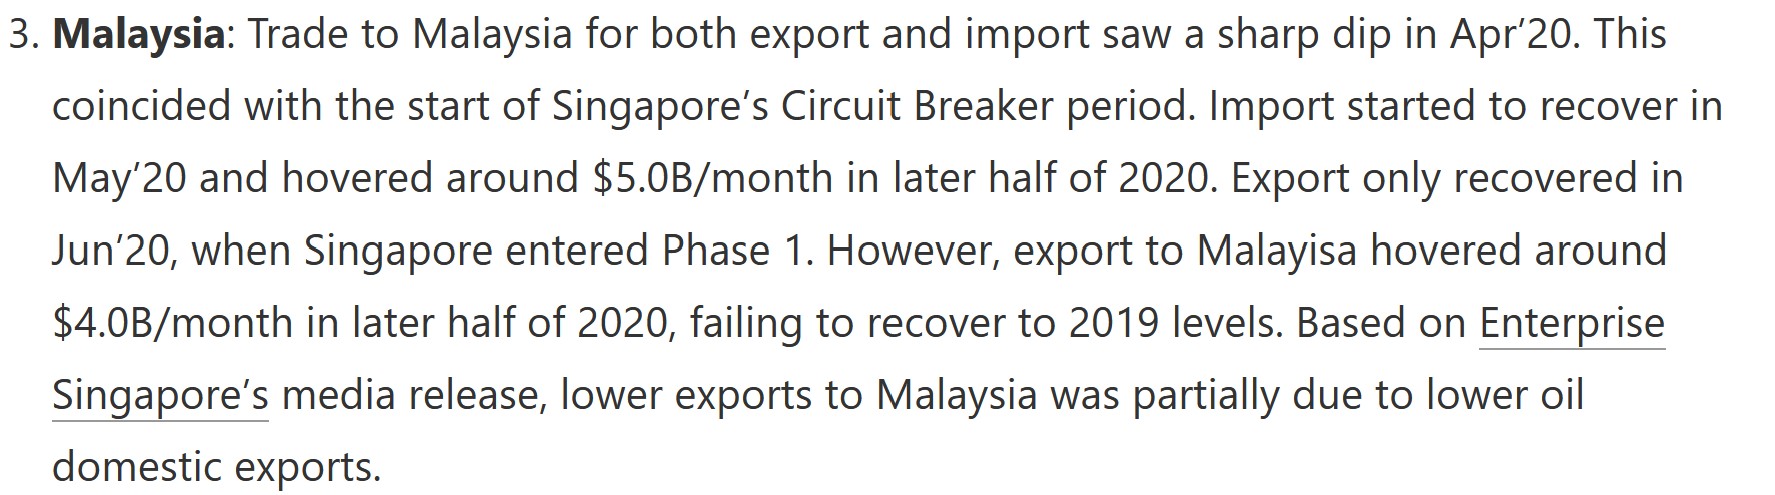 3. Malaysia: Trade to Malaysia for both export and import saw a sharp dip in Apr’20. This
coincided with the start of Singapore’s Circuit Breaker period. Import started to recover in
May’20 and hovered around $5.0B/month in later half of 2020. Export only recovered in
Jun’20, when Singapore entered Phase 1. However, export to Malayisa hovered around
$4.0B/month in later half of 2020, failing to recover to 2019 levels. Based on Enterprise
Singapore’s media release, lower exports to Malaysia was partially due to lower oil
domestic exports.